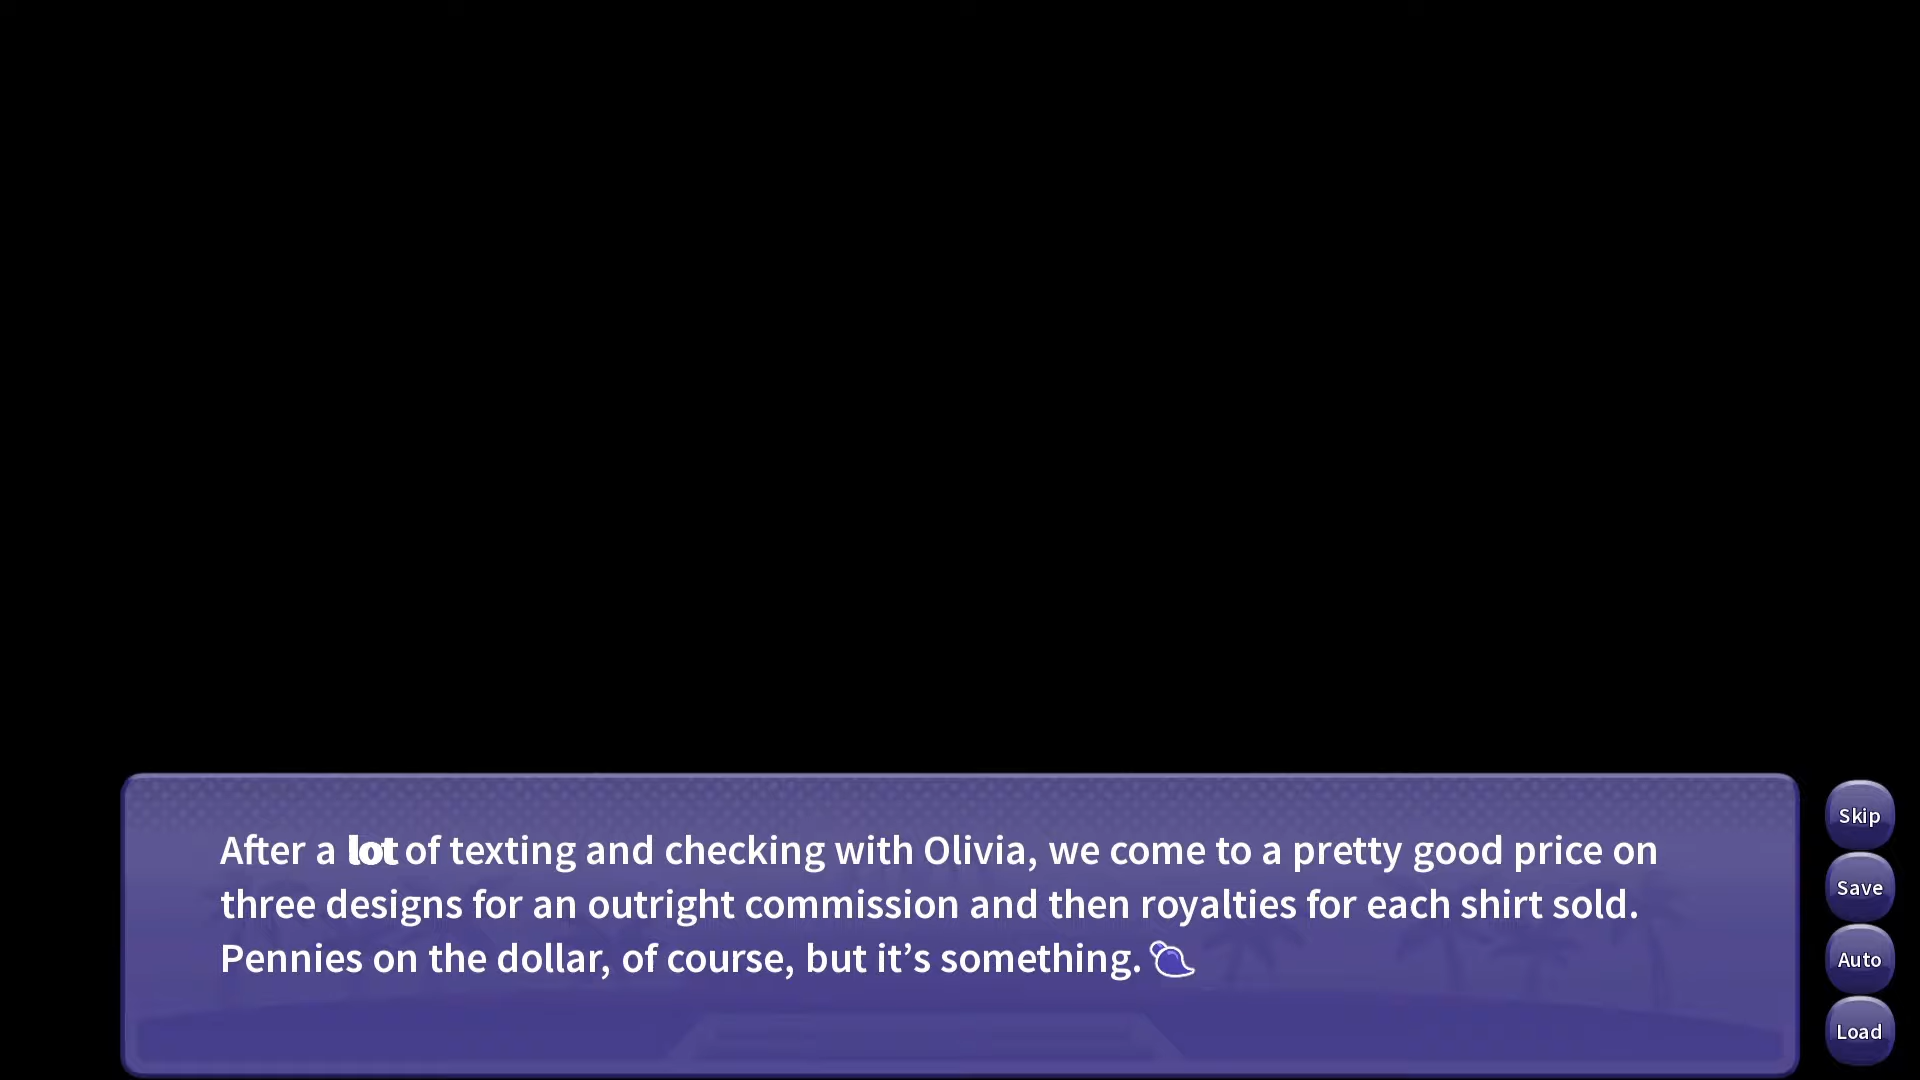 After a lot of texting and checking with Olivia, we come to a pretty good price on
three designs for an outright commission and then royalties for each shirt sold.
Pennies on the dollar, of course, but it’s something.
Skip
Save
Auto
Load